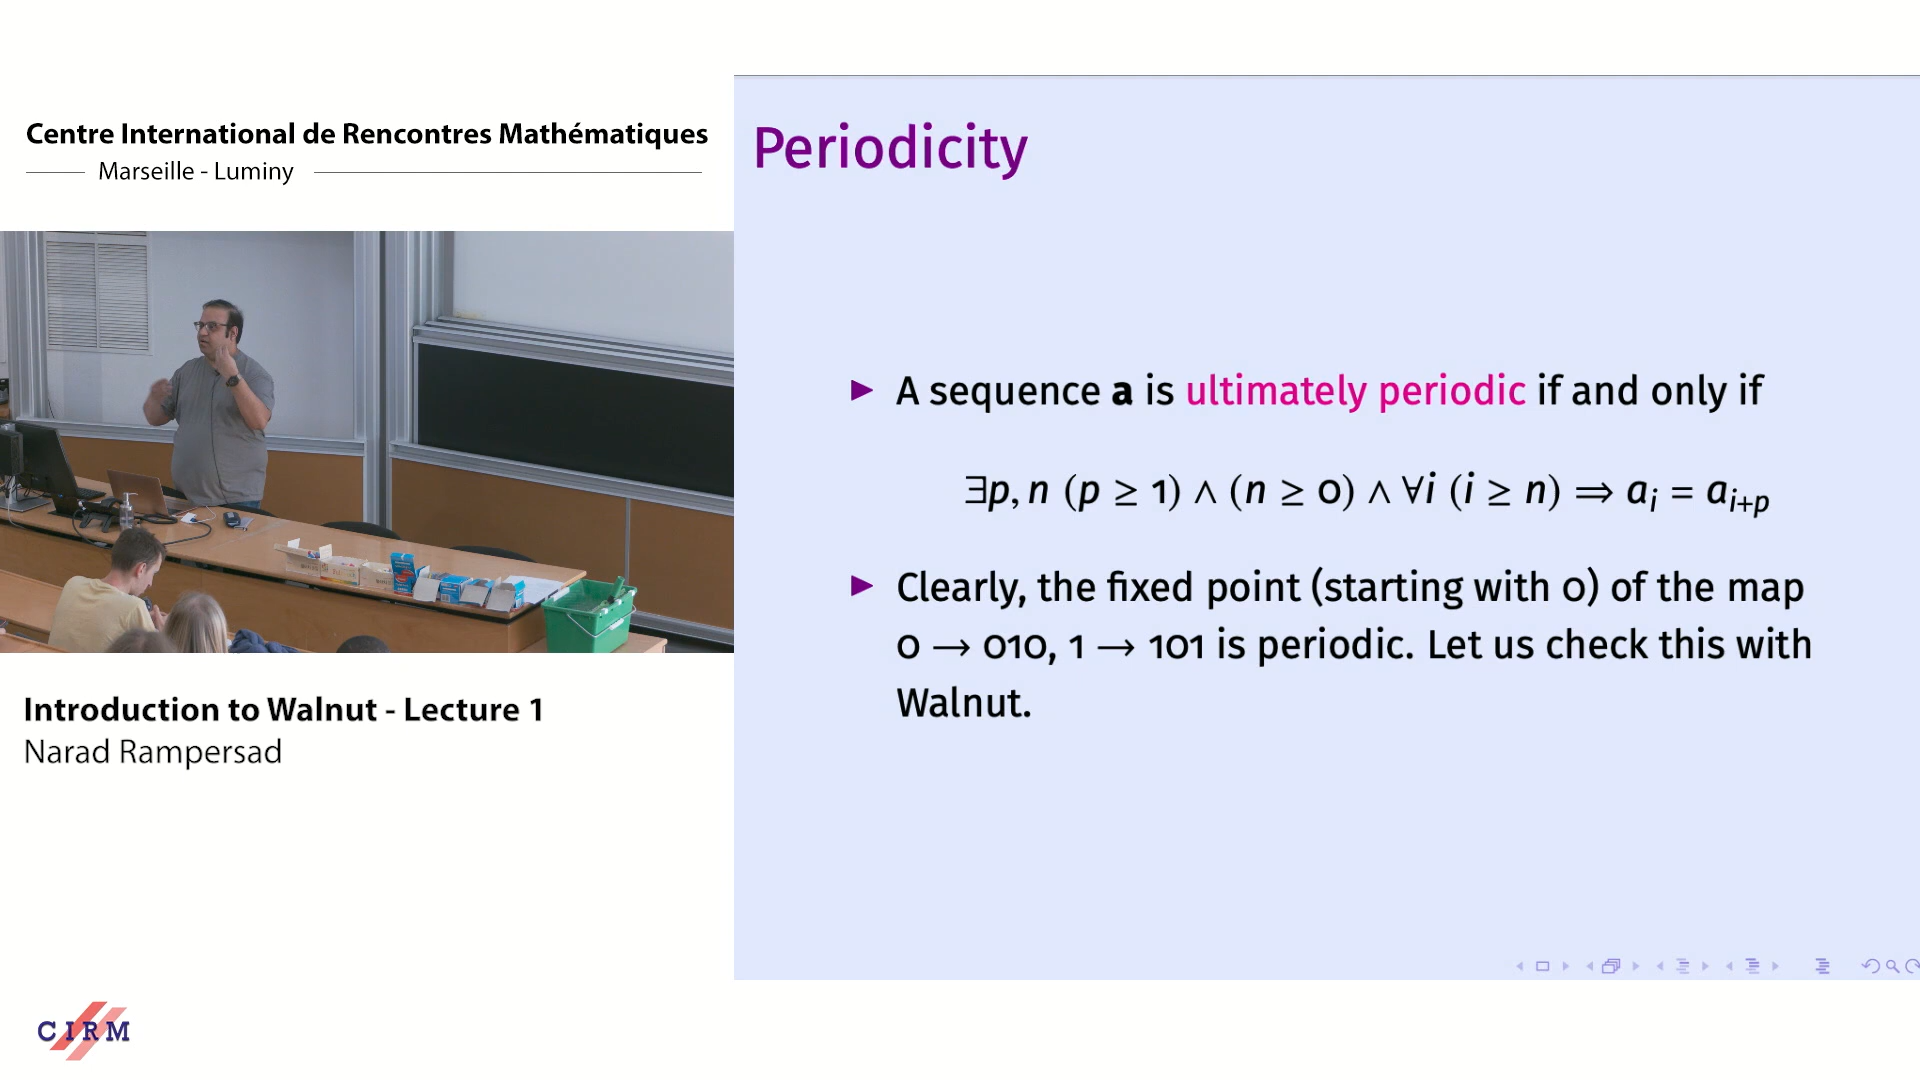 Centre International de Rencontres Mathématiques
Marseille - Luminy
Periodicity
▶ A sequence a is ultimately periodic if and only if
∃p, n (p ≥ 1) ∧ (n ≥ 0) ∧ ∀i (i ≥ n) ⇒ aᵢ = aᵢ₊ₚ
▶ Clearly, the fixed point (starting with 0) of the map
0 → 010, 1 → 101 is periodic. Let us check this with
Walnut.
Introduction to Walnut - Lecture 1
Narad Rampersad
CIRM